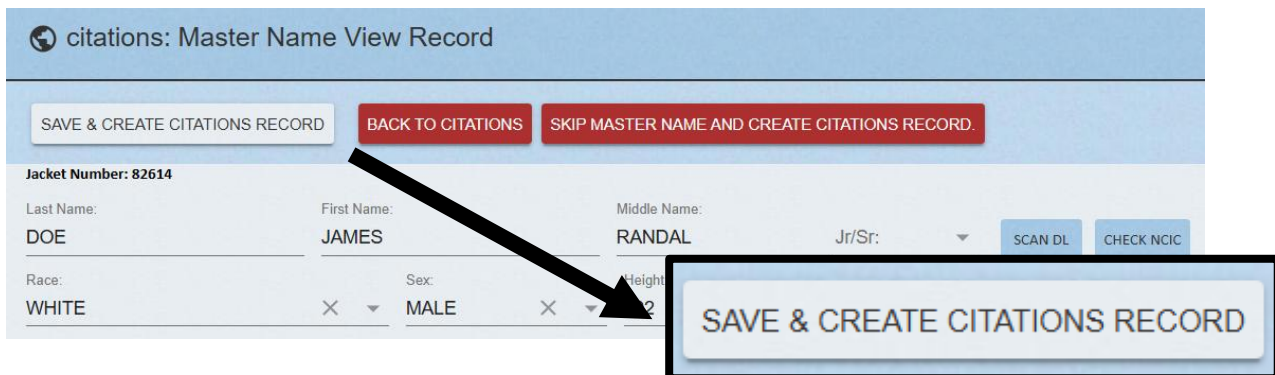 citations: Master Name View Record
SAVE & CREATE CITATIONS RECORD BACK TO CITATIONS SKIP MASTER NAME AND CREATE CITATIONS RECORD.
Jacket Number: 82614
Last Name: First Name: Middle Name:
DOE JAMES RANDAL Jr/Sr: SCAN DL CHECK NCIC
Race: Sex: Height
WHITE MALE
SAVE & CREATE CITATIONS RECORD